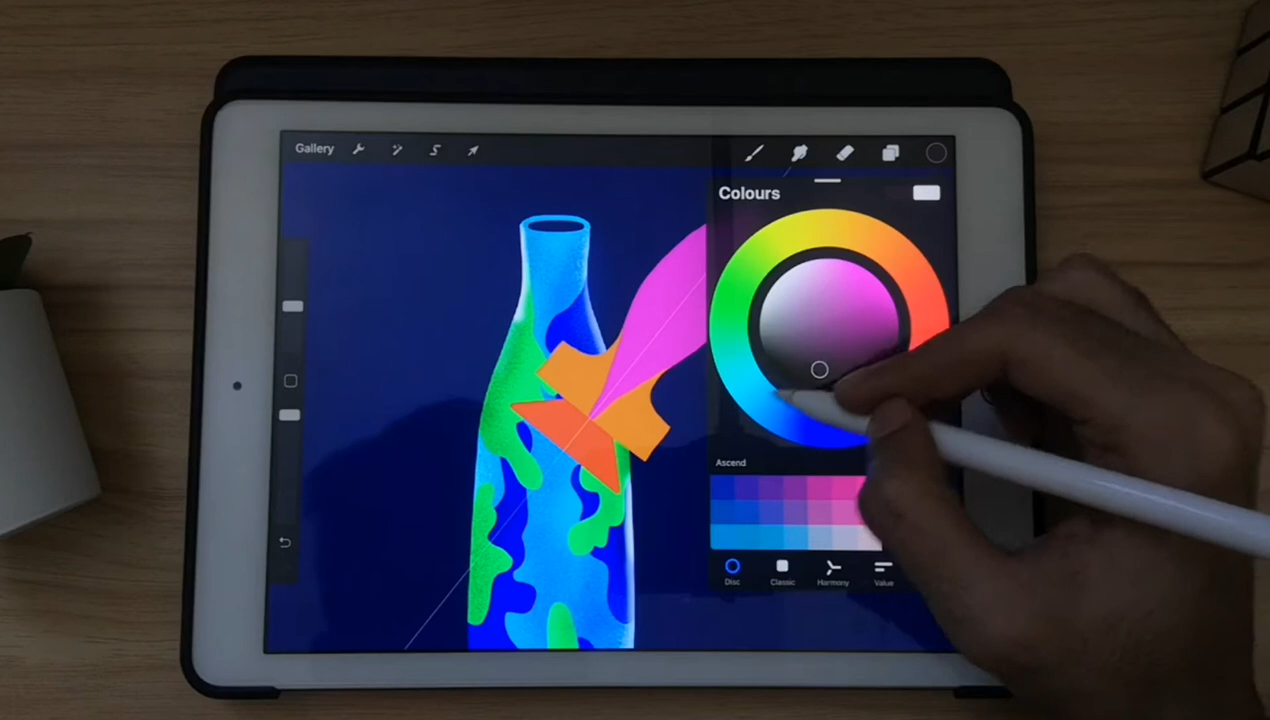 Gallery
Colours
Ascend
Disc
Classic
Harmony
Value